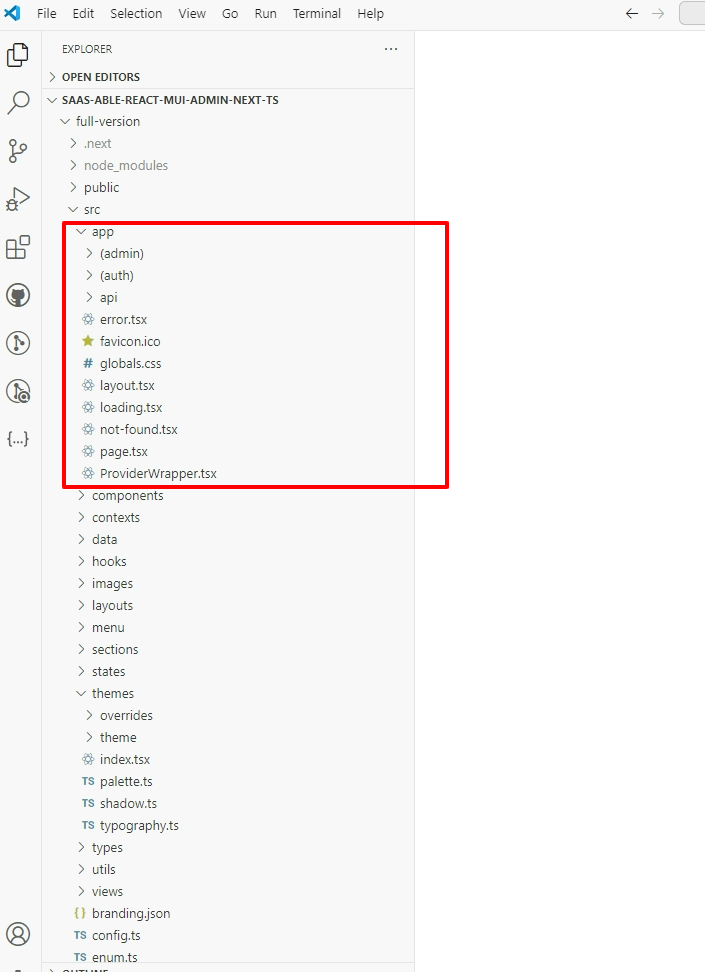 File Edit Selection View Go Run Terminal Help
EXPLORER
OPEN EDITORS
SAAS-ABLE-REACT-MUI-ADMIN-NEXT-TS
full-version
.next
node_modules
public
src
app
(admin)
(auth)
api
error.tsx
favicon.ico
# globals.css
layout.tsx
loading.tsx
not-found.tsx
page.tsx
ProviderWrapper.tsx
components
contexts
data
hooks
images
layouts
menu
sections
states
themes
overrides
theme
index.tsx
TS palette.ts
TS shadow.ts
TS typography.ts
types
utils
views
{ } branding.json
TS config.ts
TS enum.ts
OUTLINE